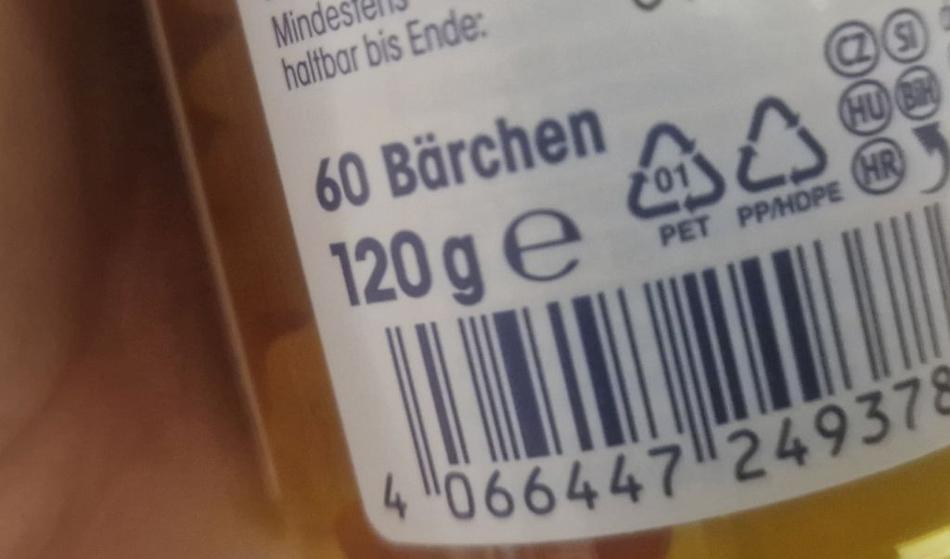 Mindestens
haltbar bis Ende:
CZ SI
HU BiH
HR
60 Bärchen
01
PET PP/HDPE
120 g e
4 066447 249378